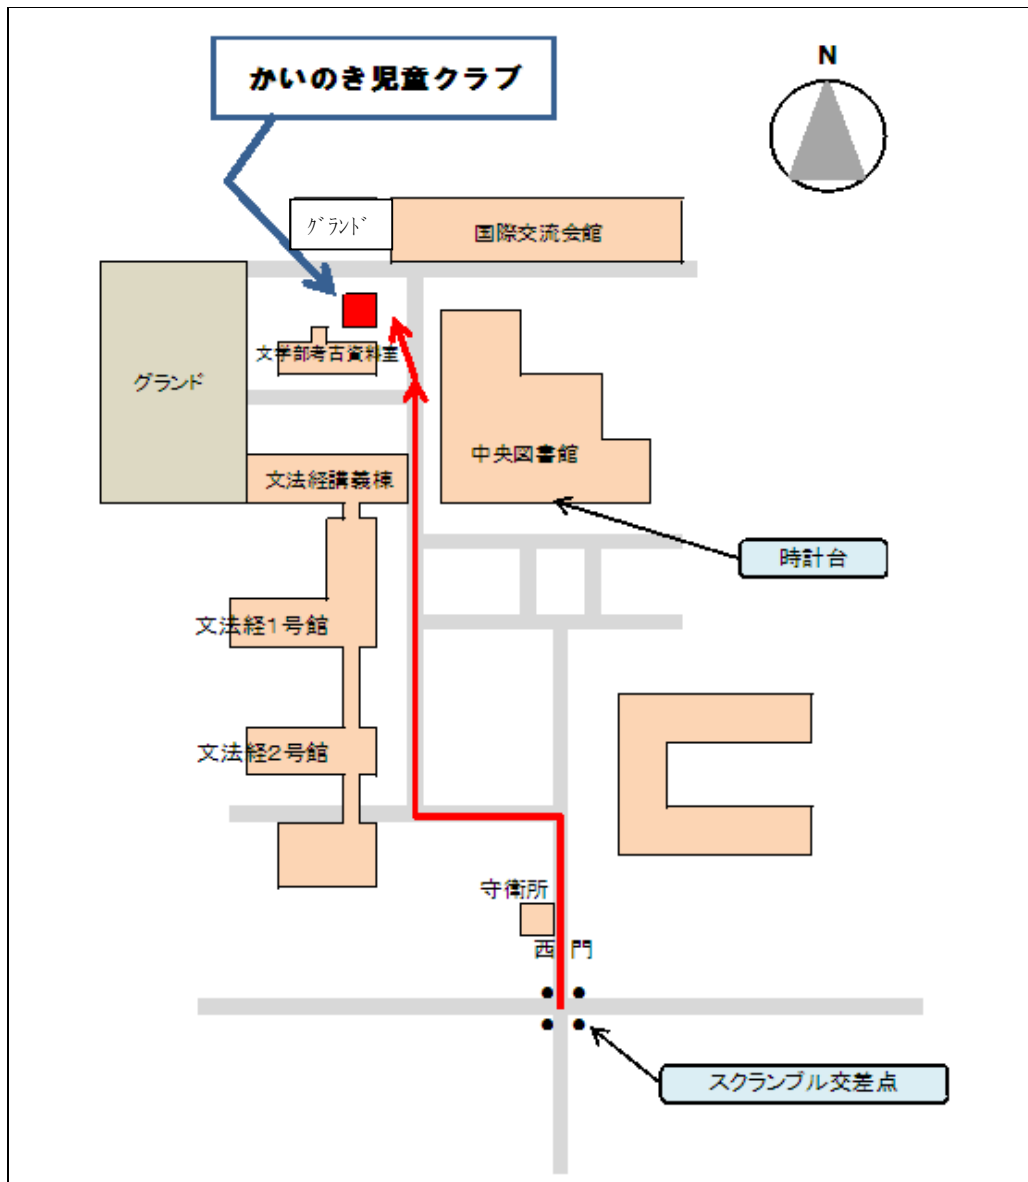 かいのき児童クラブ
N
グランド
国際交流会館
文学部考古資料室
グランド
中央図書館
文法経講義棟
時計台
文法経1号館
文法経2号館
守衛所
西 門
スクランブル交差点